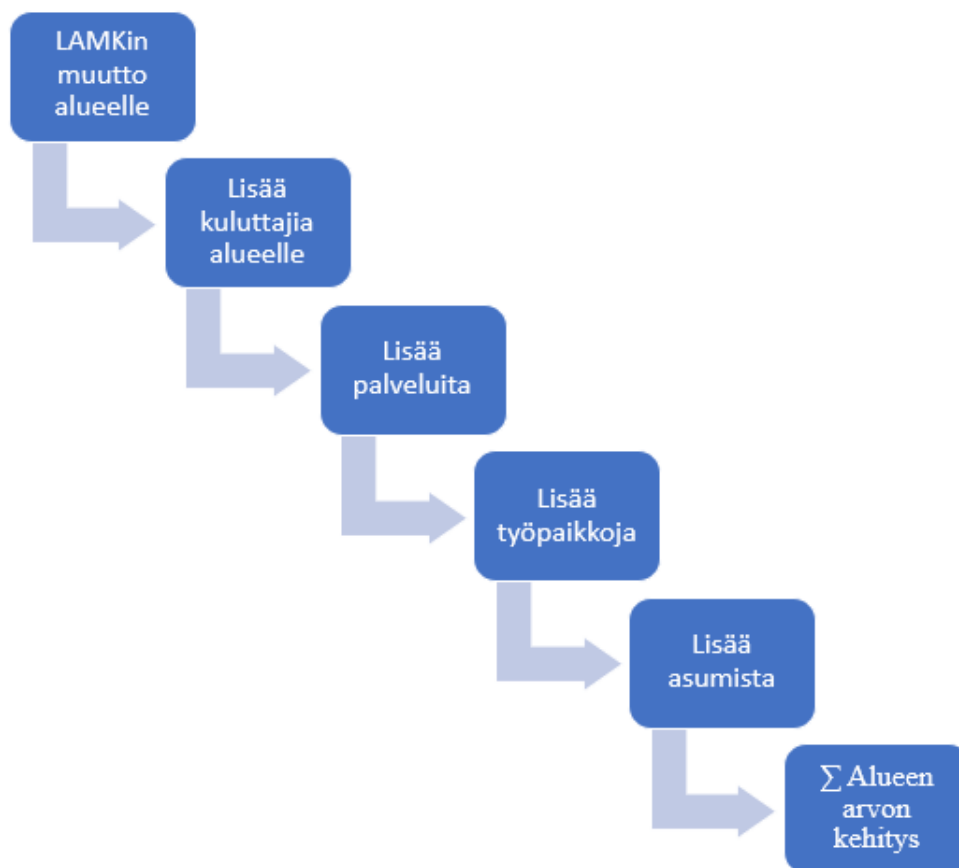 LAMKin
muutto
alueelle
Lisää
kuluttajia
alueelle
Lisää
palveluita
Lisää
työpaikkoja
Lisää
asumista
∑ Alueen
arvon
kehitys